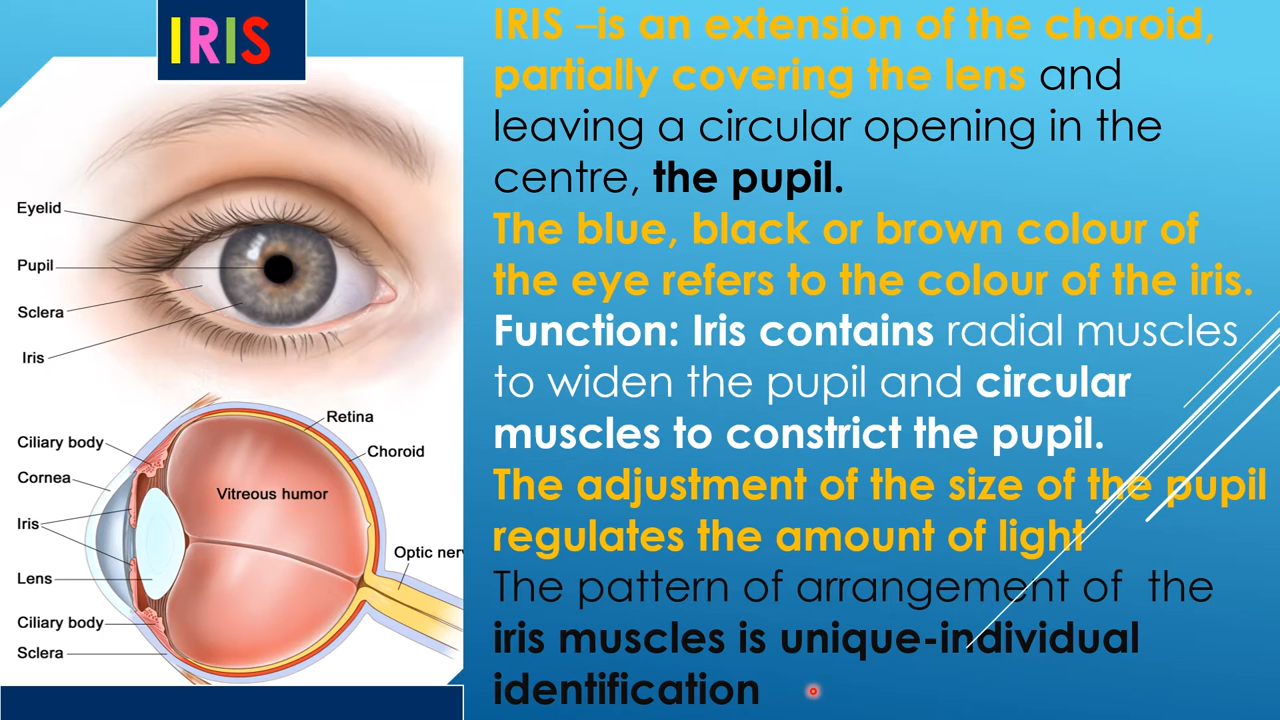 IRIS
Eyelid
Pupil
Sclera
Iris
Retina
Ciliary body
Choroid
Cornea
Vitreous humor
Iris
Optic nerv
Lens
Ciliary body
Sclera
IRIS –is an extension of the choroid,
partially covering the lens and
leaving a circular opening in the
centre, the pupil.
The blue, black or brown colour of
the eye refers to the colour of the iris.
Function: Iris contains radial muscles
to widen the pupil and circular
muscles to constrict the pupil.
The adjustment of the size of the pupil
regulates the amount of light
The pattern of arrangement of  the
iris muscles is unique-individual
identification